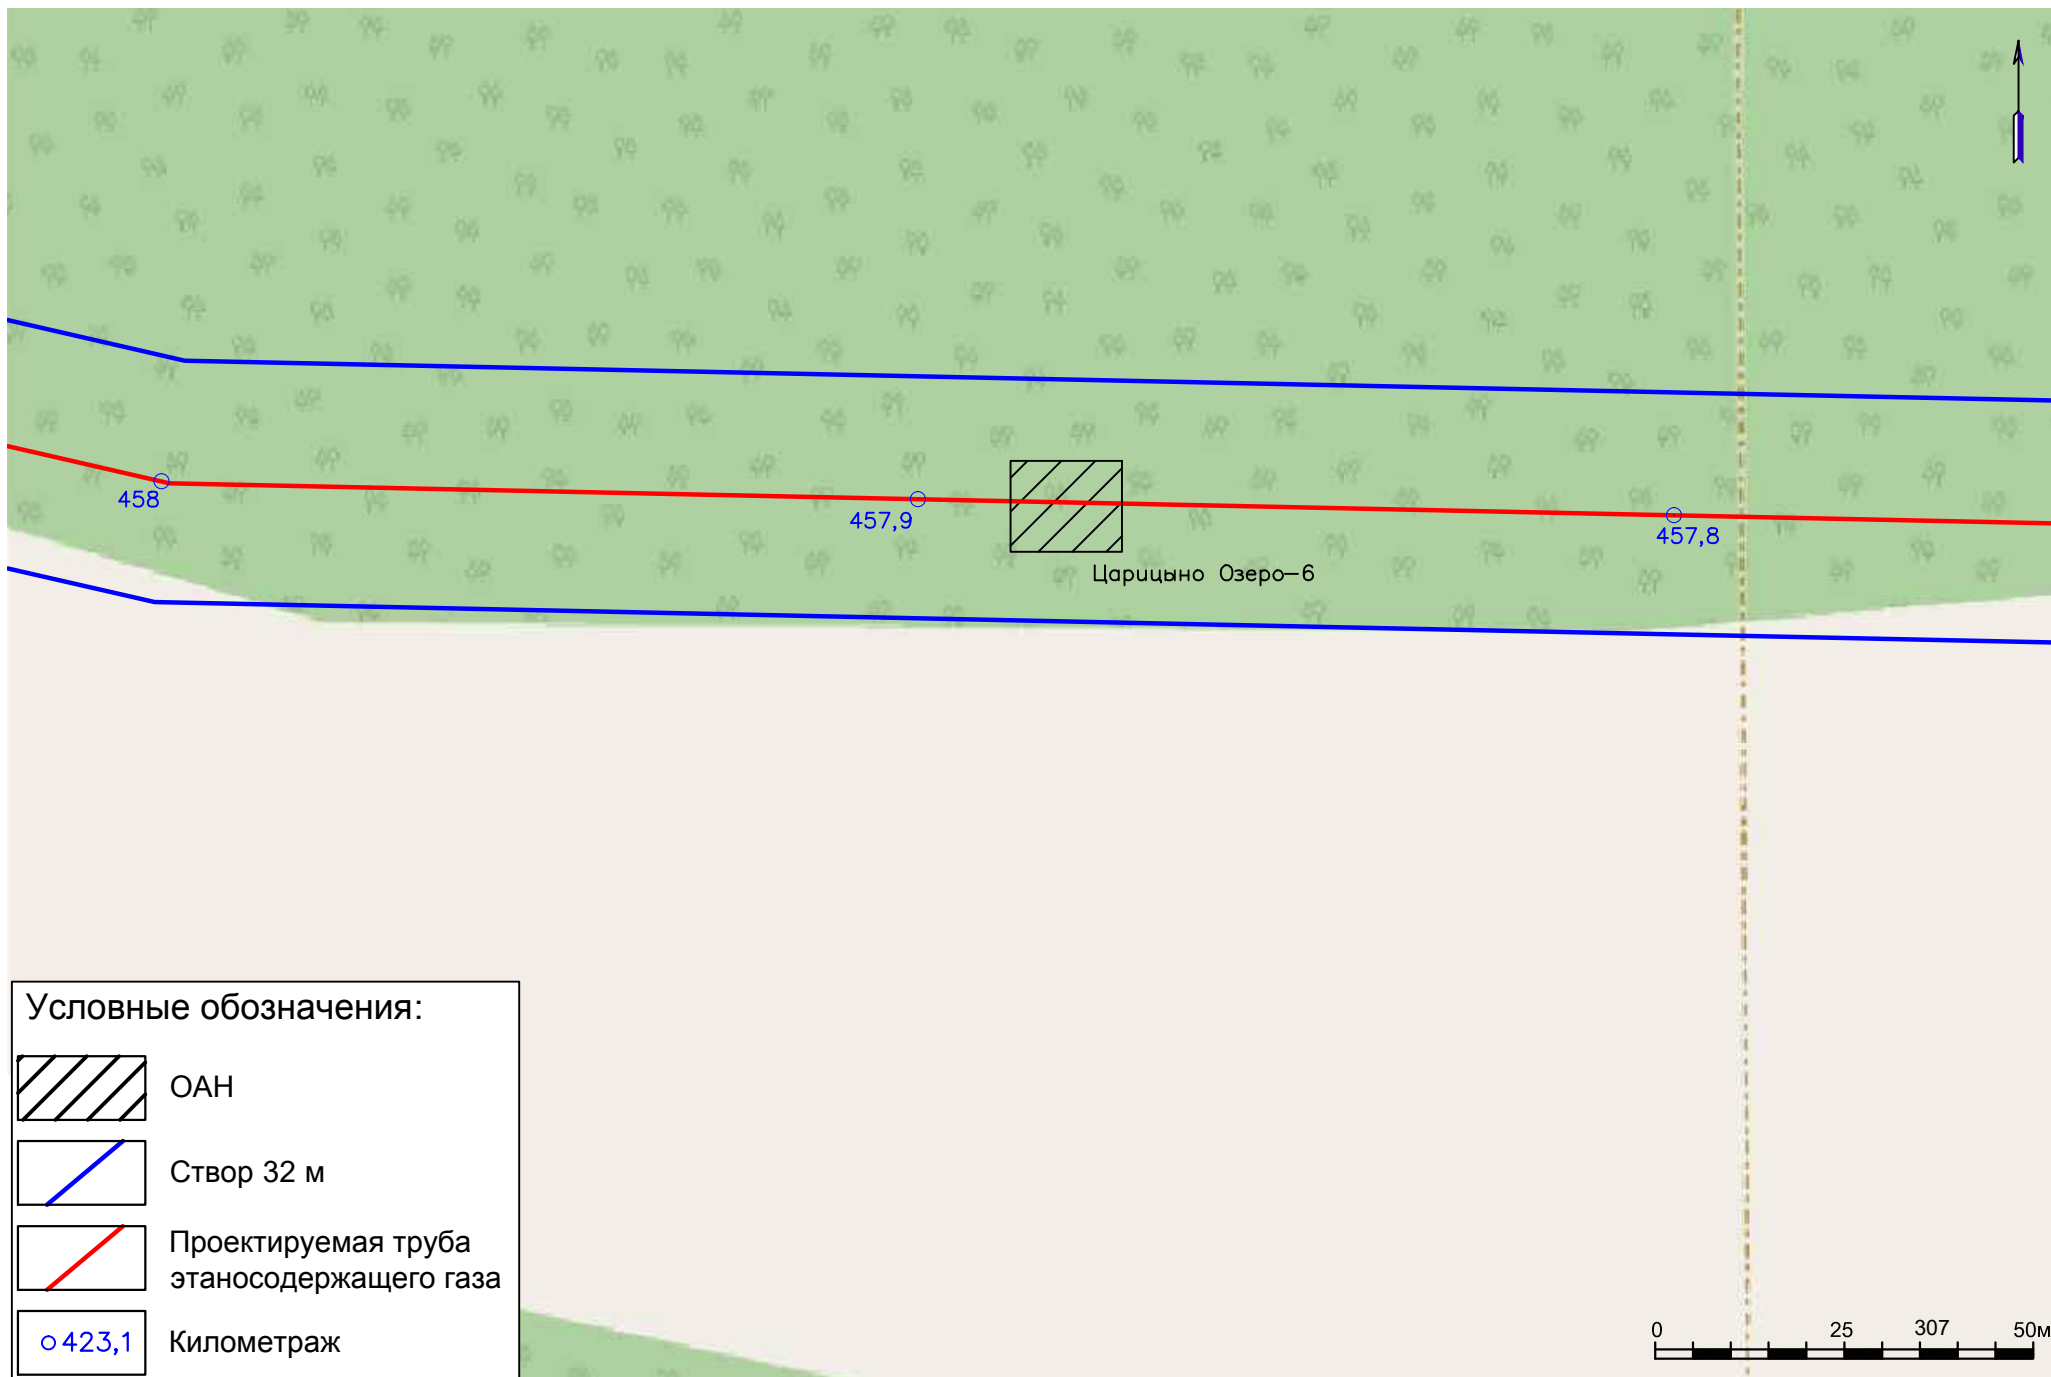 458
457,9
457,8
Царицыно Озеро-6
Условные обозначения:
ОАН
Створ 32 м
Проектируемая труба
этаносодержащего газа
423,1 Километраж
0 25 307 50м